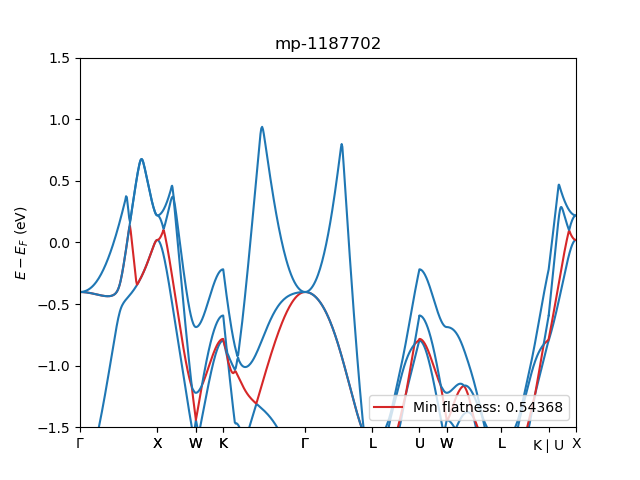 mp-1187702
E − E_F (eV)
1.5
1.0
0.5
0.0
−0.5
−1.0
−1.5
Min flatness: 0.54368
Γ X W K Γ L U W L K | U X